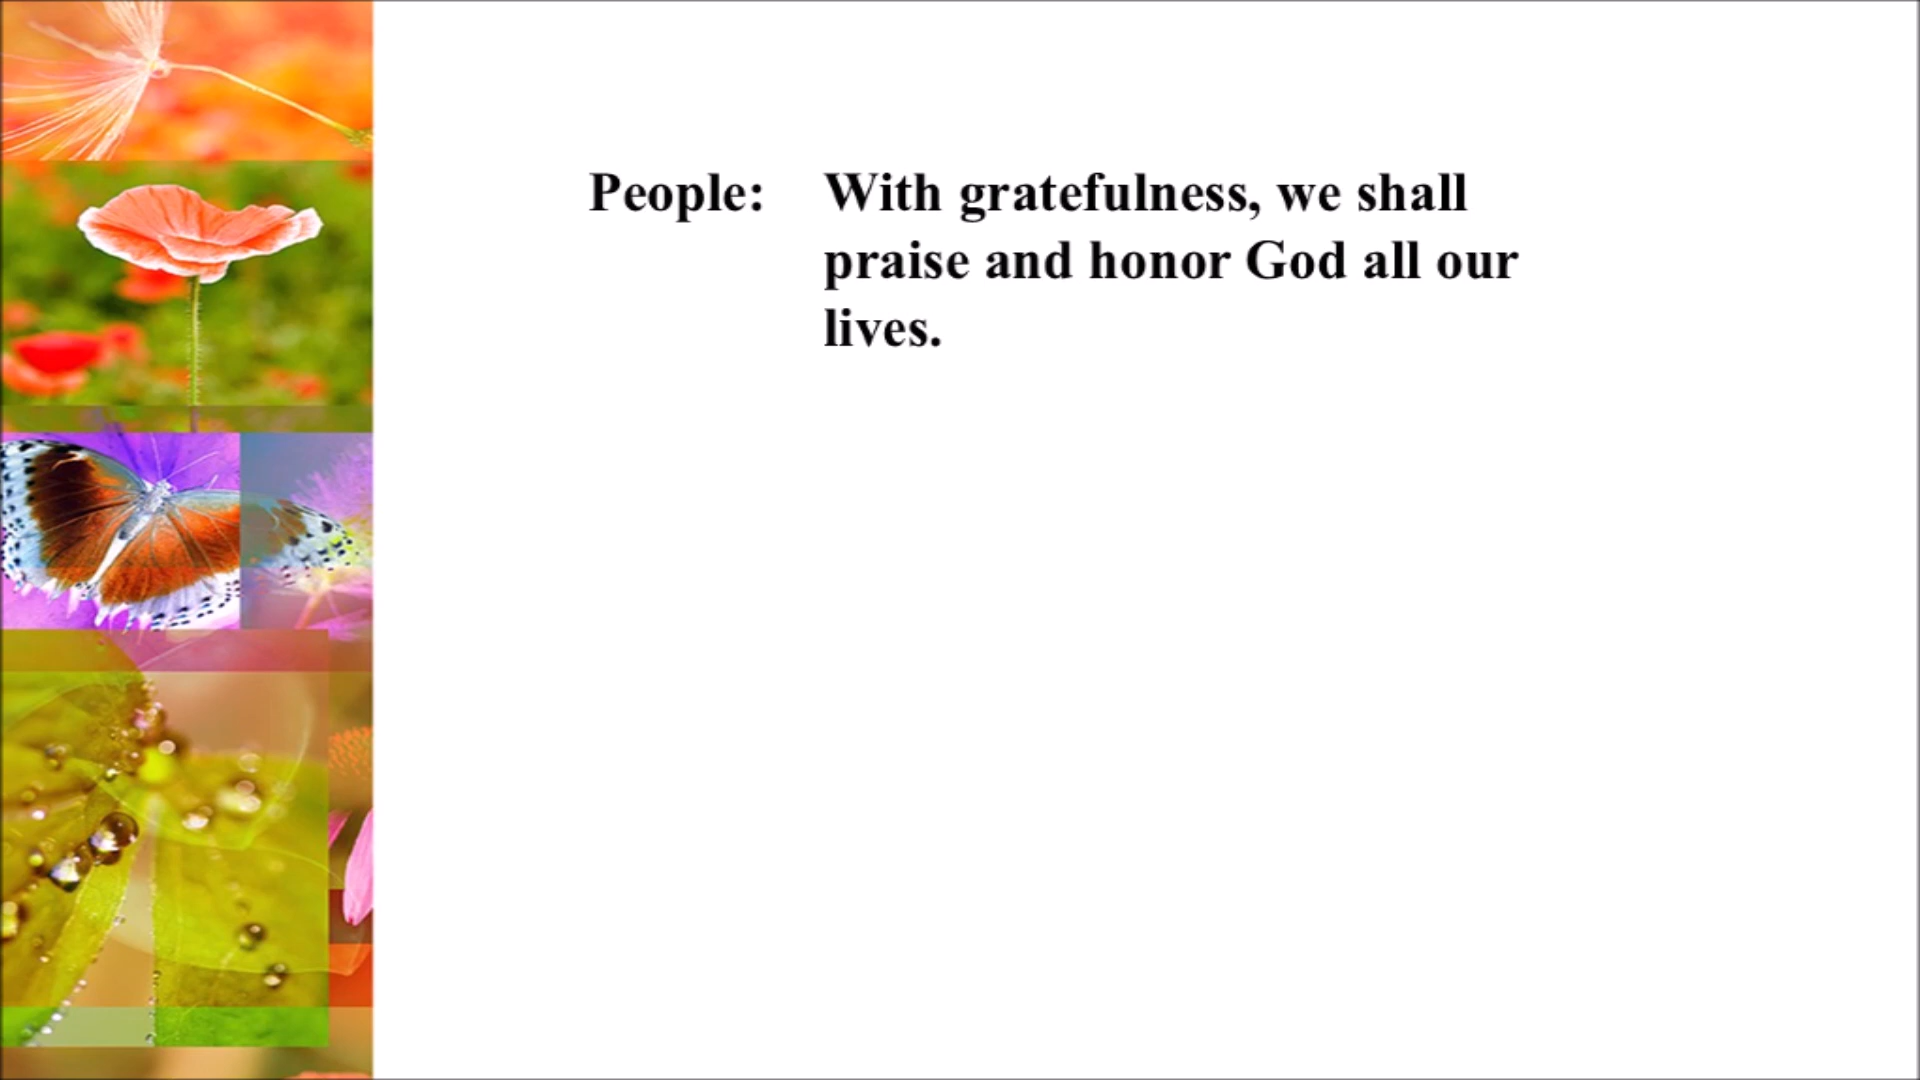 People: With gratefulness, we shall
praise and honor God all our
lives.